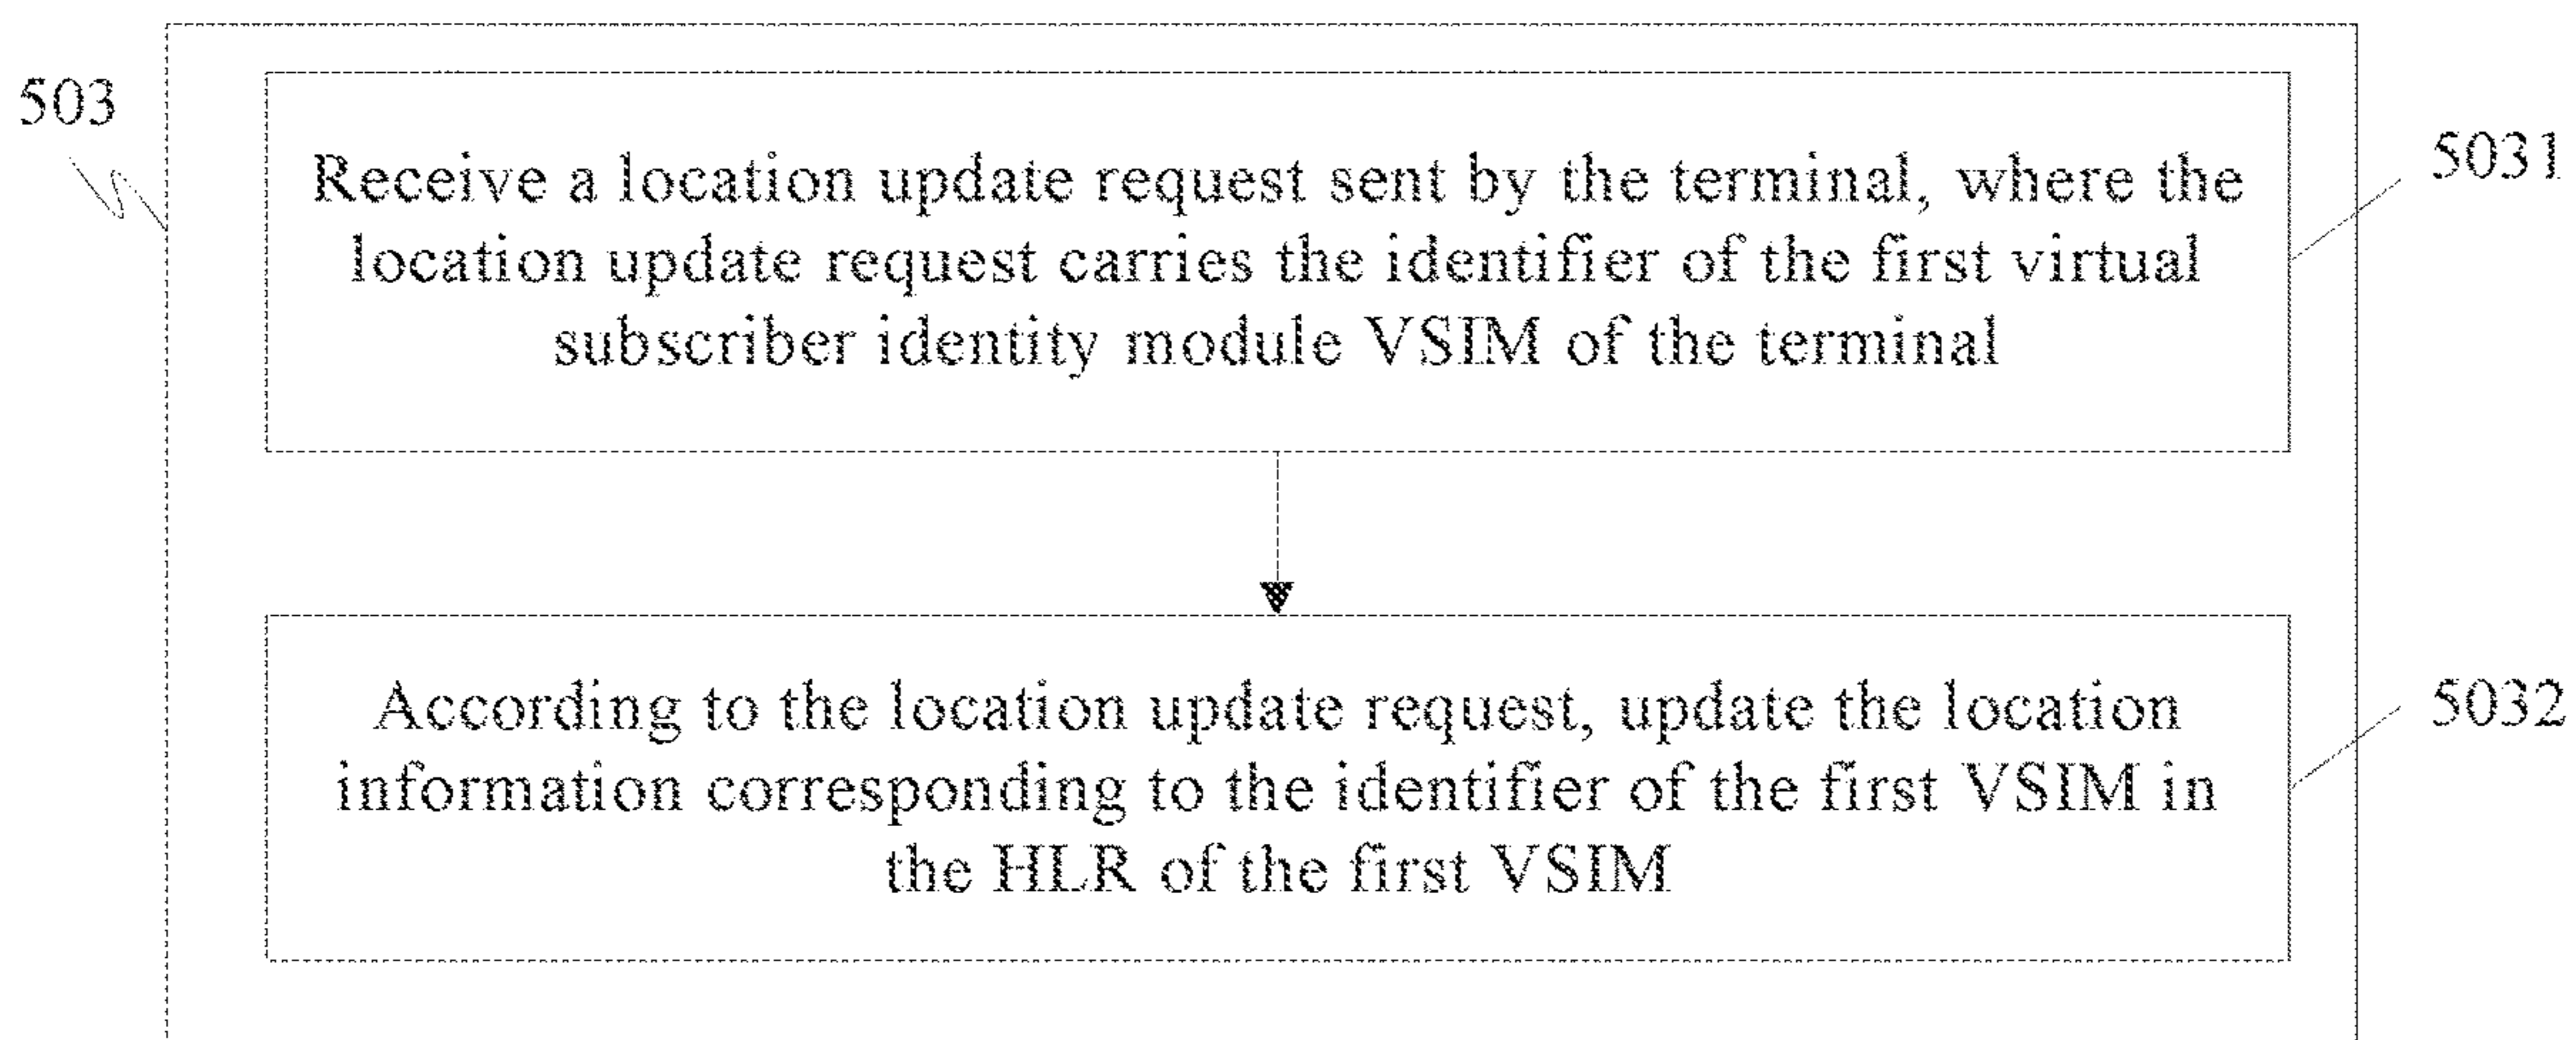 503
Receive a location update request sent by the terminal, where the
location update request carries the identifier of the first virtual
subscriber identity module VSIM of the terminal
5031
According to the location update request, update the location
information corresponding to the identifier of the first VSIM in
the HLR of the first VSIM
5032